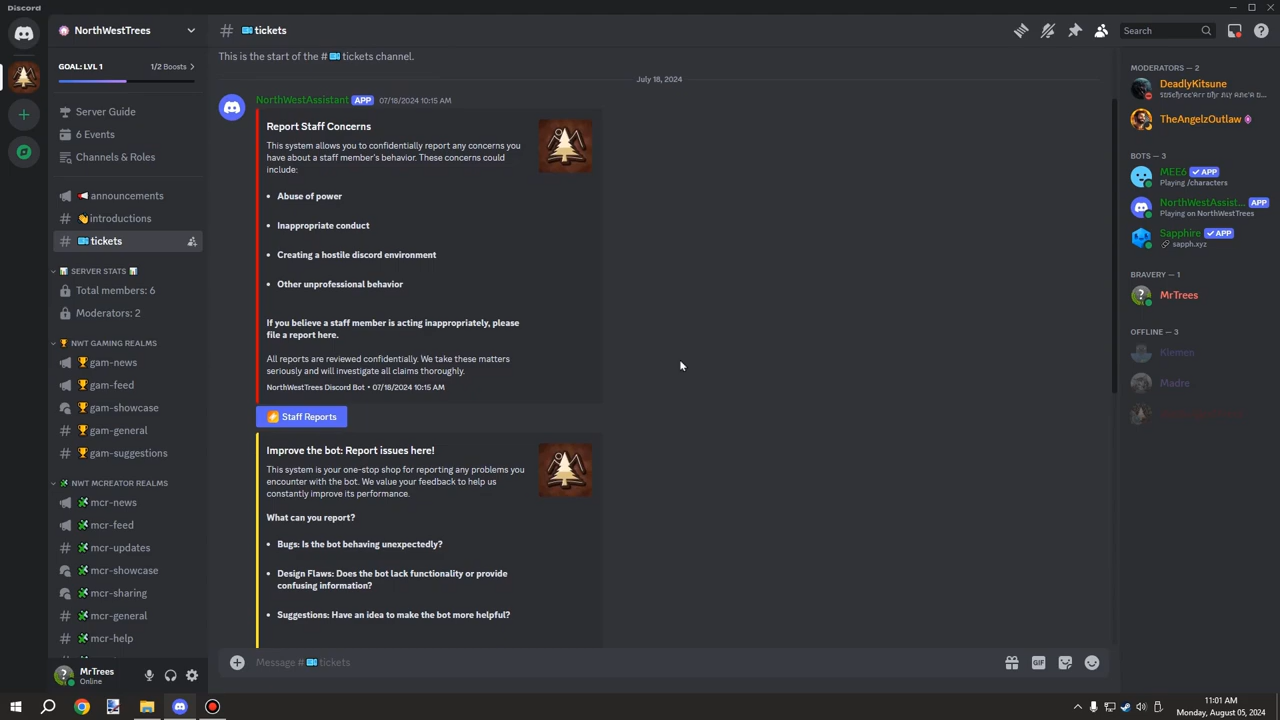 Discord
NorthWestTrees
GOAL: LVL 1
1/2 Boosts
Server Guide
6 Events
Channels & Roles
announcements
introductions
tickets
SERVER STATS
Total members: 6
Moderators: 2
NWT GAMING REALMS
gam-news
gam-feed
gam-showcase
gam-general
gam-suggestions
NWT MCREATOR REALMS
mcr-news
mcr-feed
mcr-updates
mcr-showcase
mcr-sharing
mcr-general
mcr-help
MrTrees
Online
tickets
Search
This is the start of the # tickets channel.
July 18, 2024
NorthWestAssistant APP 07/18/2024 10:15 AM
Report Staff Concerns
This system allows you to confidentially report any concerns you
have about a staff member's behavior. These concerns could
include:
• Abuse of power
• Inappropriate conduct
• Creating a hostile discord environment
• Other unprofessional behavior
If you believe a staff member is acting inappropriately, please
file a report here.
All reports are reviewed confidentially. We take these matters
seriously and will investigate all claims thoroughly.
NorthWestTrees Discord Bot • 07/18/2024 10:15 AM
Staff Reports
Improve the bot: Report issues here!
This system is your one-stop shop for reporting any problems you
encounter with the bot. We value your feedback to help us
constantly improve its performance.
What can you report?
• Bugs: Is the bot behaving unexpectedly?
• Design Flaws: Does the bot lack functionality or provide
confusing information?
• Suggestions: Have an idea to make the bot more helpful?
Message # tickets
GIF
MODERATORS — 2
DeadlyKitsune
TheAngelzOutlaw
BOTS — 3
MEE6 ✓ APP
Playing /characters
NorthWestAssist... APP
Playing on NorthWestTrees
Sapphire ✓ APP
sapph.xyz
BRAVERY — 1
MrTrees
OFFLINE — 3
Klemen
Madre
11:01 AM
Monday, August 05, 2024